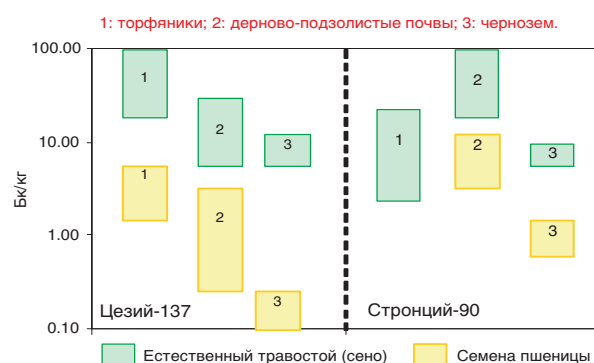 1: торфяники; 2: дерново-подзолистые почвы; 3: чернозем.
100.00
10.00
1.00
0.10
Бк/кг
1
2
3
1
2
3
1
2
3
2
3
Цезий-137
Стронций-90
Естественный травостой (сено)
Семена пшеницы